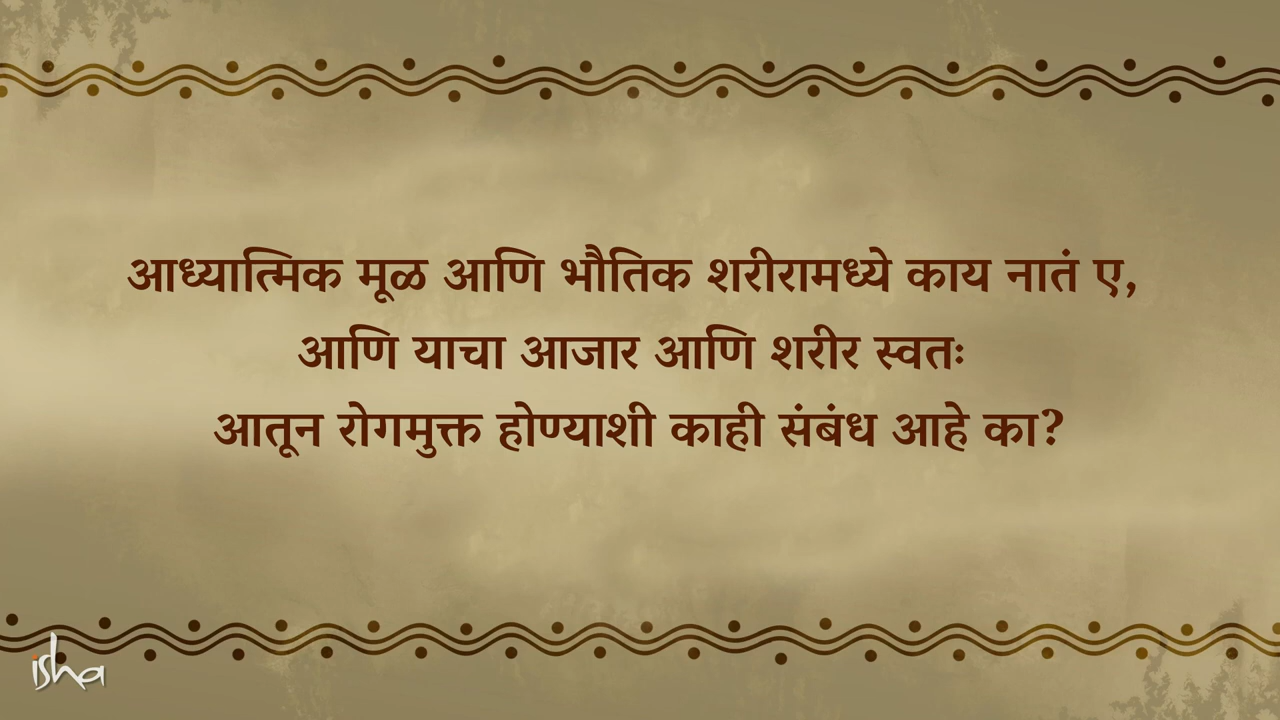 आध्यात्मिक मूळ आणि भौतिक शरीरामध्ये काय नातं ए,
आणि याचा आजार आणि शरीर स्वतः
आतून रोगमुक्त होण्याशी काही संबंध आहे का?
isha